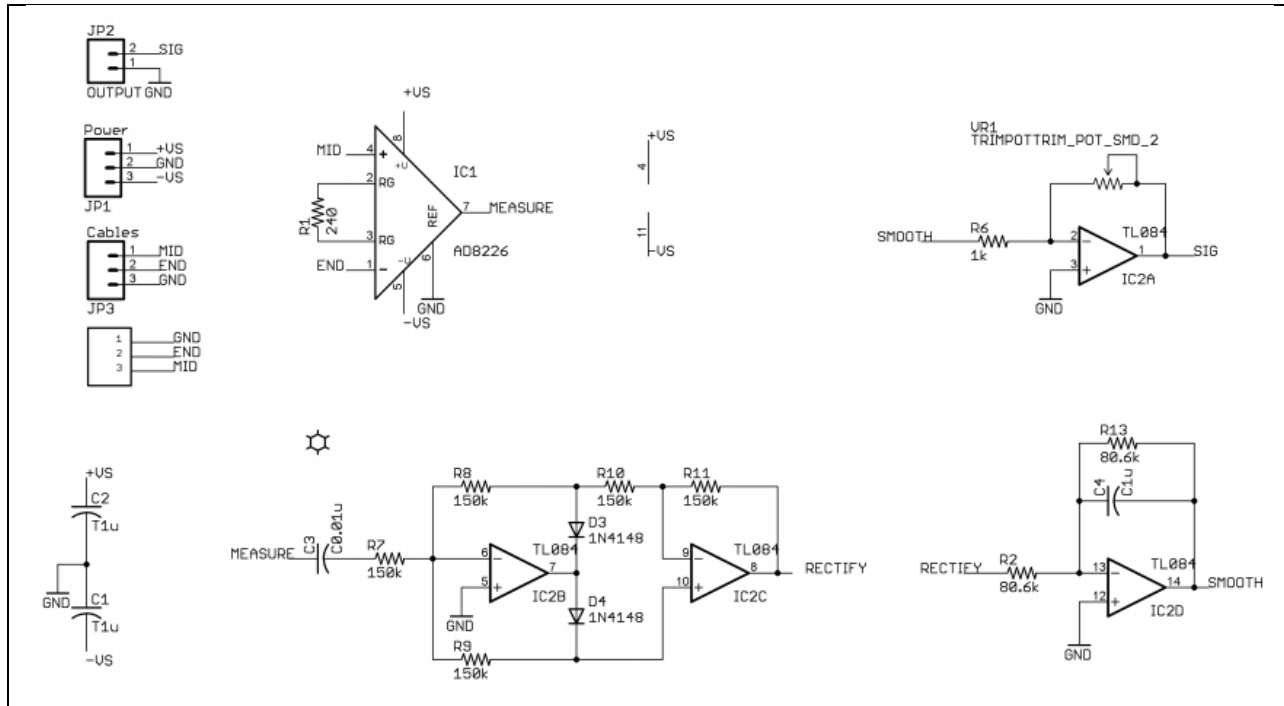 JP2
2 SIG
1
OUTPUT GND
Power
1 +VS
2 GND
3 -VS
JP1
Cables
1 MID
2 END
3 GND
JP3
1 GND
2 END
3 MID
+VS
8
MID 4 + +U
2 RG
IC1
R1
240
REF
7 MEASURE
3 RG
6
AD8226
END 1 - -U
5
GND
-VS
+VS
4
11
-VS
VR1
TRIMPOTTRIM_POT_SMD_2
SMOOTH
R6
1k
TL084
2 -
1 SIG
3 +
IC2A
GND
+VS
C2
T1u
GND
C1
T1u
-VS
R8
150k
R10
150k
R11
150k
D3
1N4148
C3
C0.01u
MEASURE
R7
150k
TL084
6 -
7
5 +
IC2B
GND
D4
1N4148
R9
150k
TL084
9 -
8 RECTIFY
10 +
IC2C
R13
80.6k
C4
C1u
TL084
RECTIFY
R2
80.6k
13 -
14 SMOOTH
12 +
IC2D
GND